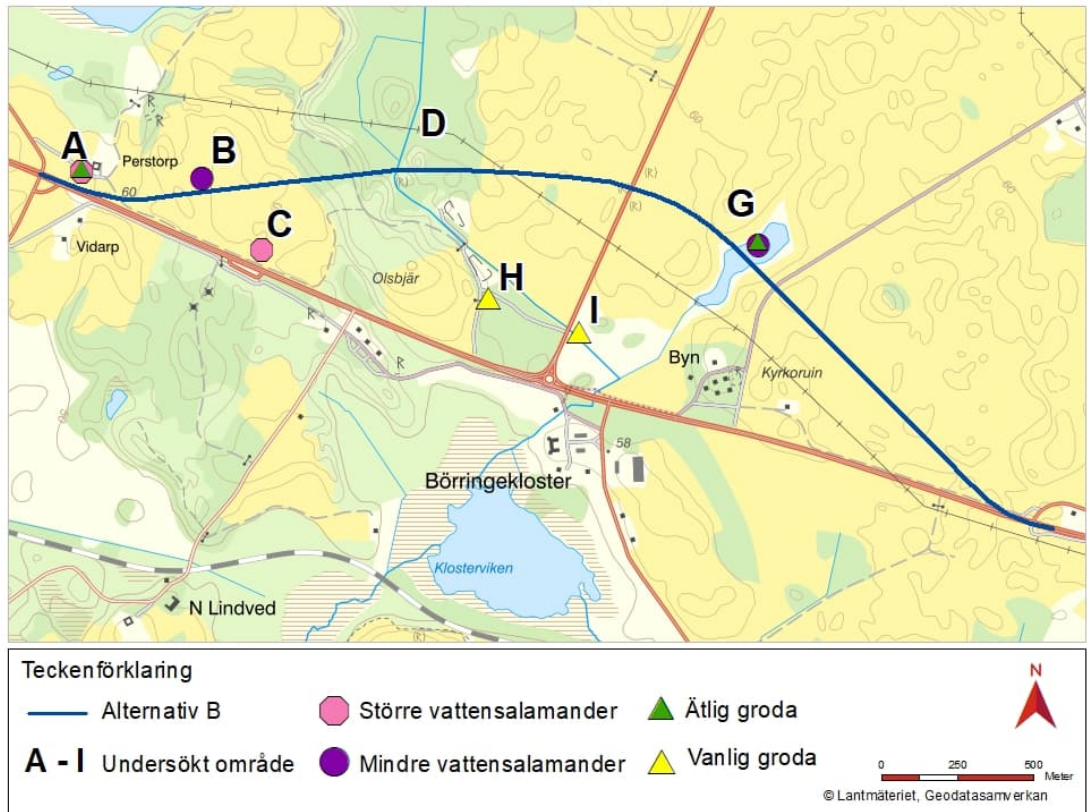 D
A
B
Perstorp
60
(R)
60
G
C
Vidarp
Olsbjär
H
I
Byn
Kyrkoruin
58
Börringekloster
Klosterviken
N Lindved
Teckenförklaring
Alternativ B
Större vattensalamander
Ätlig groda
A - I Undersökt område
Mindre vattensalamander
Vanlig groda
N
0 250 500
Meter
© Lantmäteriet, Geodatasamverkan